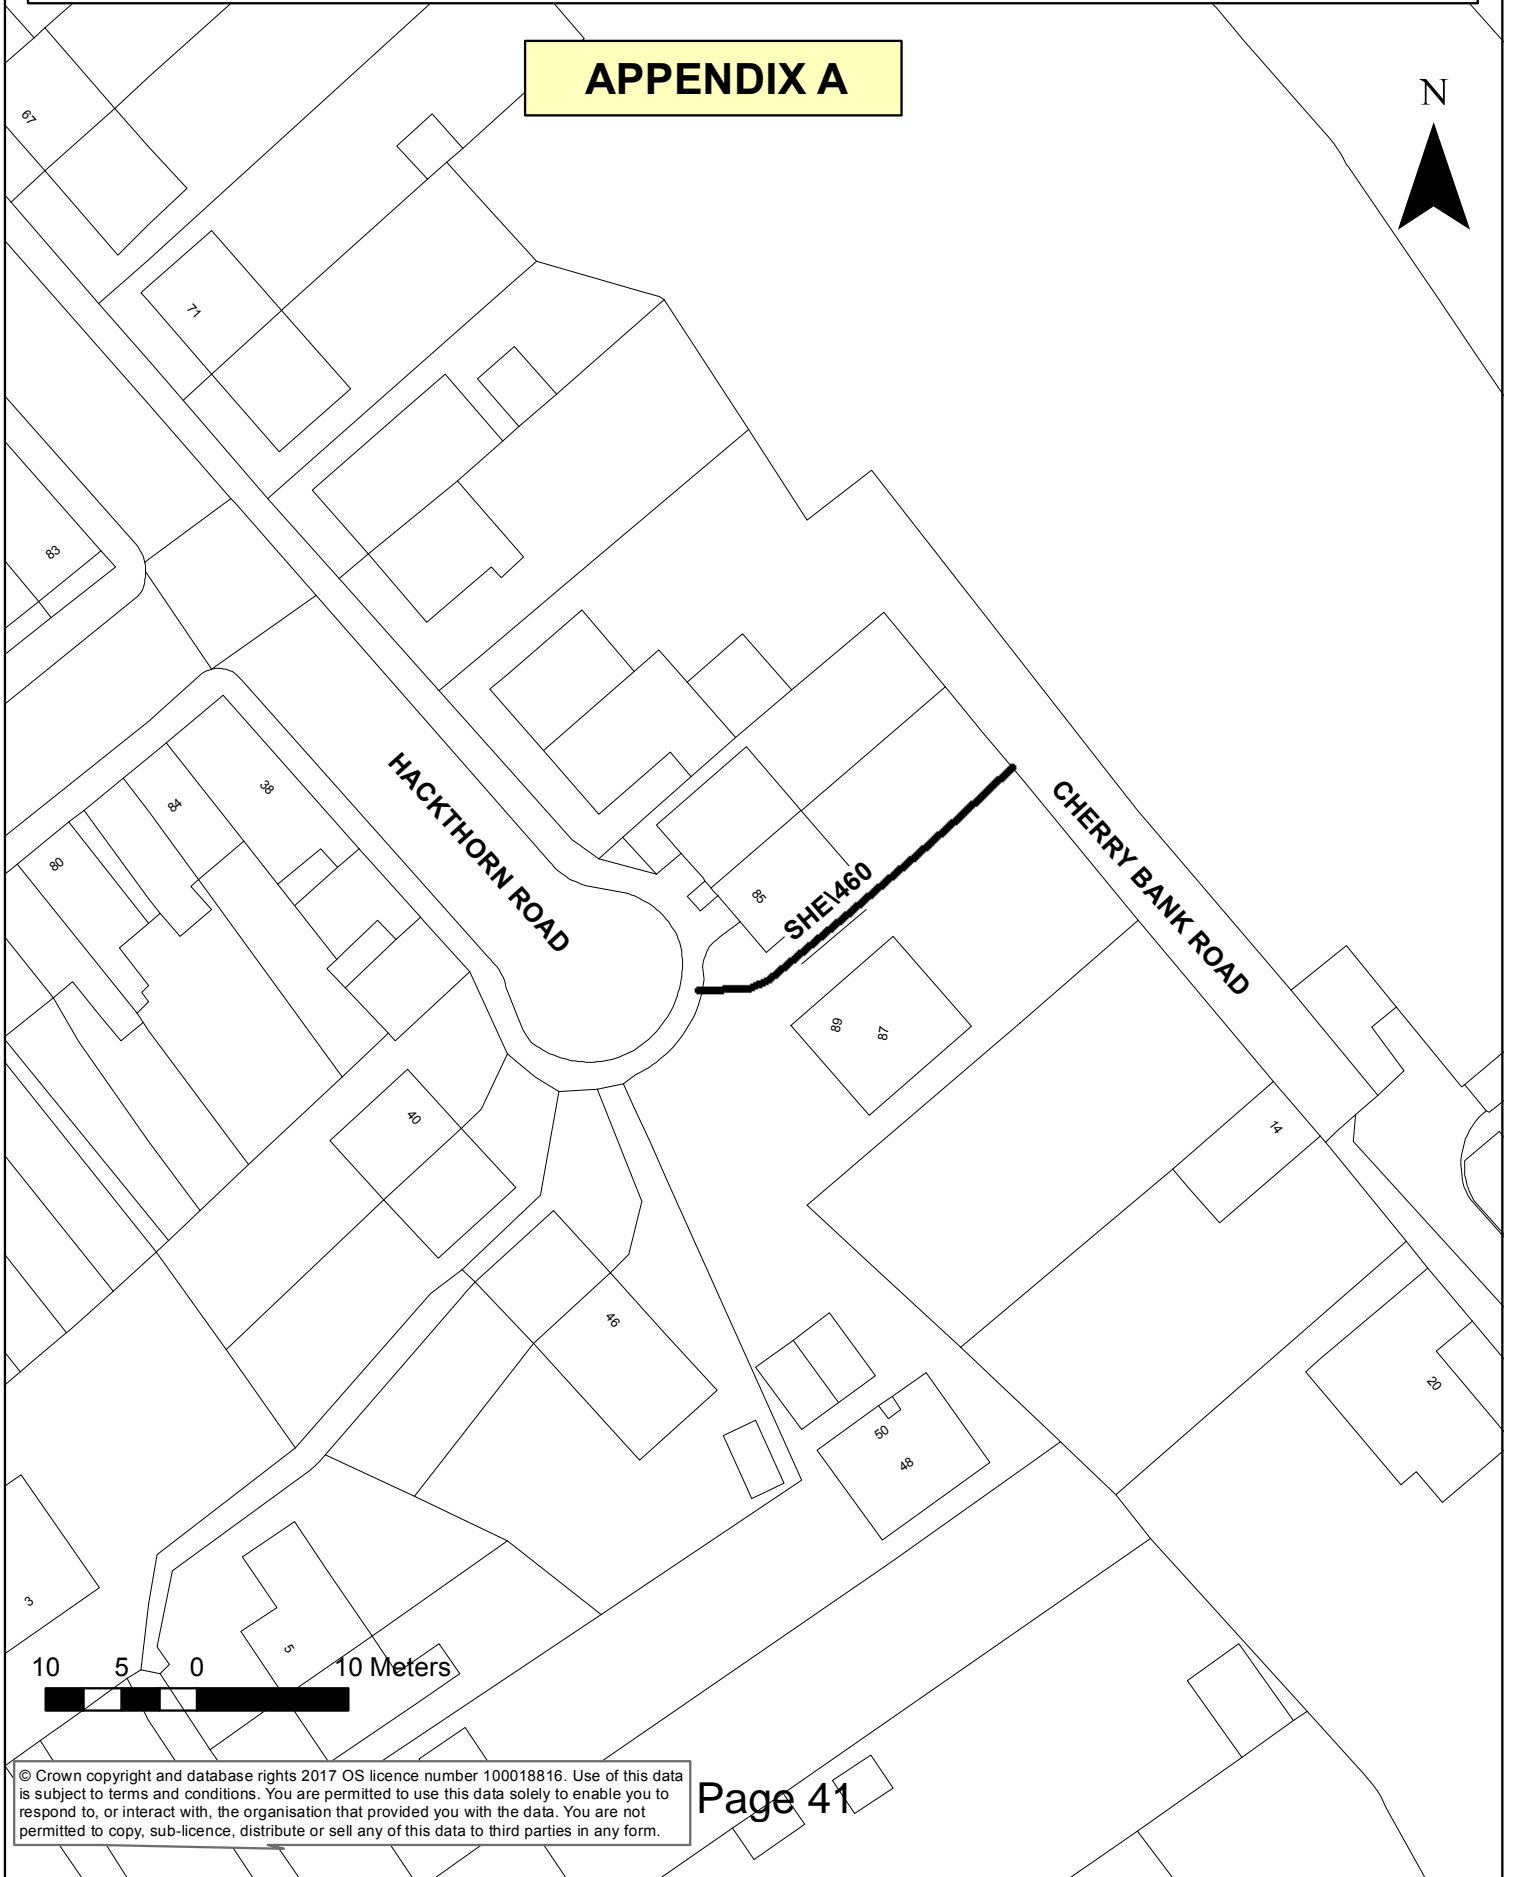 APPENDIX A
N
67
71
83
HACKTHORN ROAD
38
84
80
CHERRY BANK ROAD
SHE\460
85
89
87
40
14
46
20
50
48
3
5
10 5 0 10 Meters
© Crown copyright and database rights 2017 OS licence number 100018816. Use of this data
is subject to terms and conditions. You are permitted to use this data solely to enable you to
respond to, or interact with, the organisation that provided you with the data. You are not
permitted to copy, sub-licence, distribute or sell any of this data to third parties in any form.
Page 41